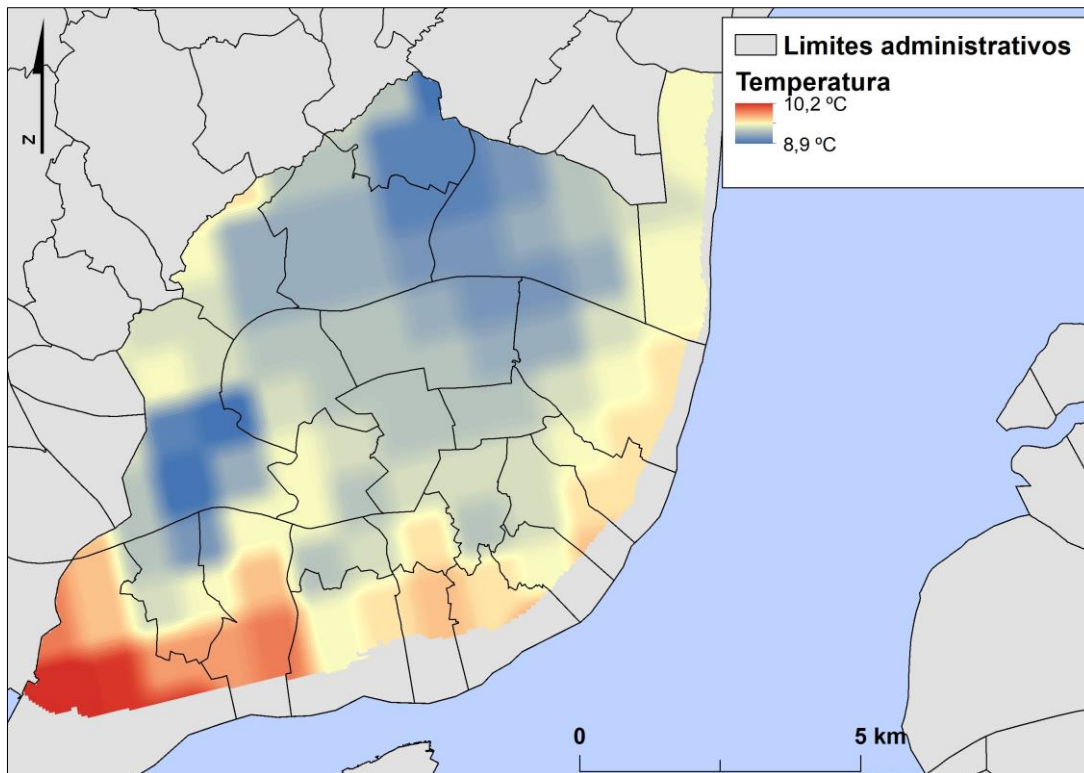 Limites administrativos
Temperatura
10,2 ºC
8,9 ºC
N
0 5 km